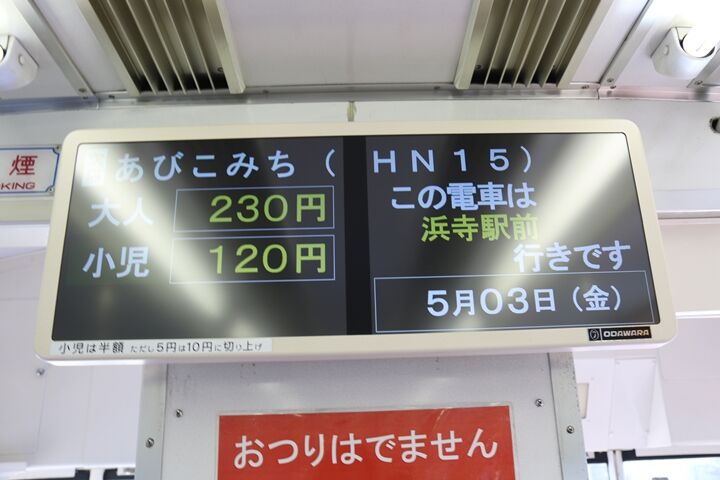 煙
KING
あびこみち (HN15)
大人 230円
小児 120円
この電車は
浜寺駅前
行きです
5月03日(金)
小児は半額 ただし5円は10円に切り上げ
ODAWARA
おつりはでません